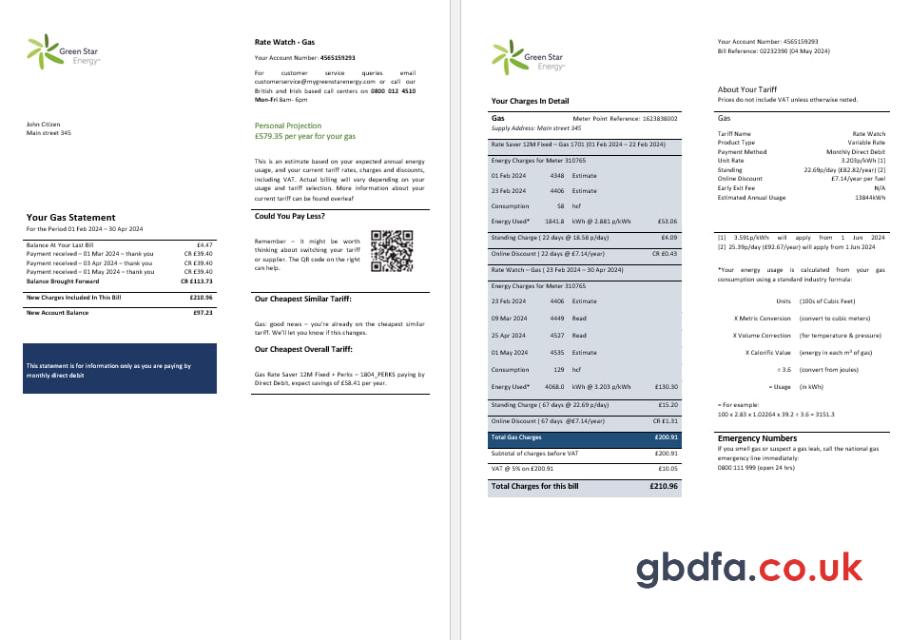 Green Star
Energy
John Citizen
Main street 345
Your Gas Statement
For the Period 01 Feb 2024 – 30 Apr 2024
Balance At Your Last Bill £4.47
Payment received – 01 Mar 2024 – thank you CR £39.40
Payment received – 03 Apr 2024 – thank you CR £39.40
Payment received – 01 May 2024 – thank you CR £39.40
Balance Brought Forward CR £113.73
New Charges Included In This Bill £210.96
New Account Balance £97.23
This statement is for information only as you are paying by
monthly direct debit
Rate Watch - Gas
Your Account Number: 4565159293
For customer service queries email
customerservice@mygreenstarenergy.com or call our
British and Irish based call centers on 0800 012 4510
Mon-Fri 8am- 6pm
Personal Projection
£579.35 per year for your gas
This is an estimate based on your expected annual energy
usage, and your current tariff rates, charges and discounts,
including VAT. Actual billing will vary depending on your
usage and tariff selection. More information about your
current tariff can be found overleaf
Could You Pay Less?
Remember – it might be worth
thinking about switching your tariff
or supplier. The QR code on the right
can help.
Our Cheapest Similar Tariff:
Gas: good news – you're already on the cheapest similar
tariff. We'll let you know if this changes.
Our Cheapest Overall Tariff:
Gas Rate Saver 12M Fixed + Perks – 1804_PERKS paying by
Direct Debit, expect savings of £58.41 per year.
Green Star
Energy
Your Charges In Detail
Gas Meter Point Reference: 1623838002
Supply Address: Main street 345
Rate Saver 12M Fixed – Gas 1701 (01 Feb 2024 – 22 Feb 2024)
Energy Charges for Meter 310765
01 Feb 2024 4348 Estimate
23 Feb 2024 4406 Estimate
Consumption 58 hcf
Energy Used* 1841.8 kWh @ 2.881 p/kWh £53.06
Standing Charge ( 22 days @ 18.58 p/day) £4.09
Online Discount ( 22 days @ £7.14/year) CR £0.43
Rate Watch – Gas ( 23 Feb 2024 – 30 Apr 2024)
Energy Charges for Meter 310765
23 Feb 2024 4406 Estimate
09 Mar 2024 4449 Read
25 Apr 2024 4527 Read
01 May 2024 4535 Estimate
Consumption 129 hcf
Energy Used* 4068.0 kWh @ 3.203 p/kWh £130.30
Standing Charge ( 67 days @ 22.69 p/day) £15.20
Online Discount ( 67 days @£7.14/year) CR £1.31
Total Gas Charges £200.91
Subtotal of charges before VAT £200.91
VAT @ 5% on £200.91 £10.05
Total Charges for this bill £210.96
Your Account Number: 4565159293
Bill Reference: 02232390 (04 May 2024)
About Your Tariff
Prices do not include VAT unless otherwise noted.
Gas
Tariff Name Rate Watch
Product Type Variable Rate
Payment Method Monthly Direct Debit
Unit Rate 3.203p/kWh [1]
Standing 22.69p/day (£82.82/year) [2]
Online Discount £7.14/year per fuel
Early Exit Fee N/A
Estimated Annual Usage 13844kWh
[1] 3.591p/kWh will apply from 1 Jun 2024
[2] 25.39p/day (£92.67/year) will apply from 1 Jun 2024
*Your energy usage is calculated from your gas
consumption using a standard industry formula:
Units (100s of Cubic Feet)
X Metric Conversion (convert to cubic meters)
X Volume Correction (for temperature & pressure)
X Calorific Value (energy in each m³ of gas)
÷ 3.6 (convert from joules)
= Usage (in kWh)
= For example:
100 x 2.83 x 1.02264 x 39.2 ÷ 3.6 = 3151.3
Emergency Numbers
If you smell gas or suspect a gas leak, call the national gas
emergency line immediately:
0800 111 999 (open 24 hrs)
gbdfa.co.uk